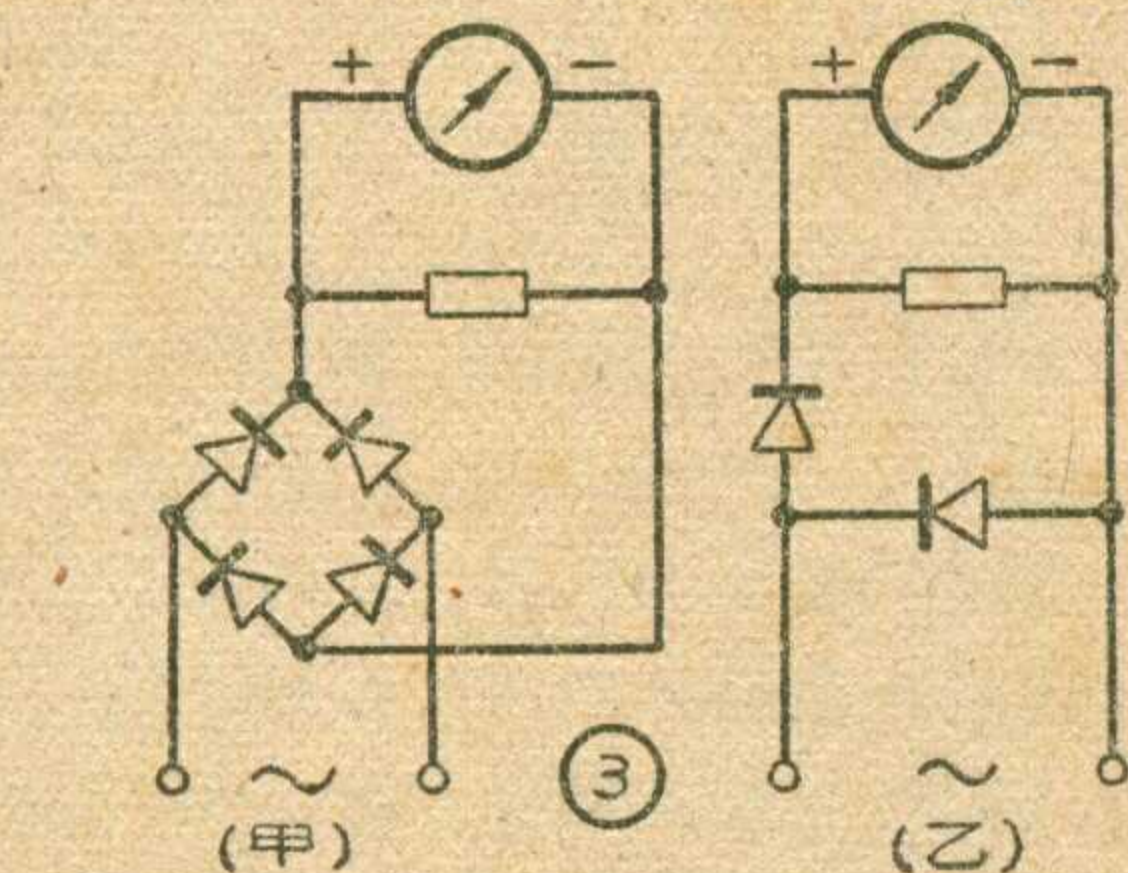 + − + −
~ ③ ~
(甲) (乙)